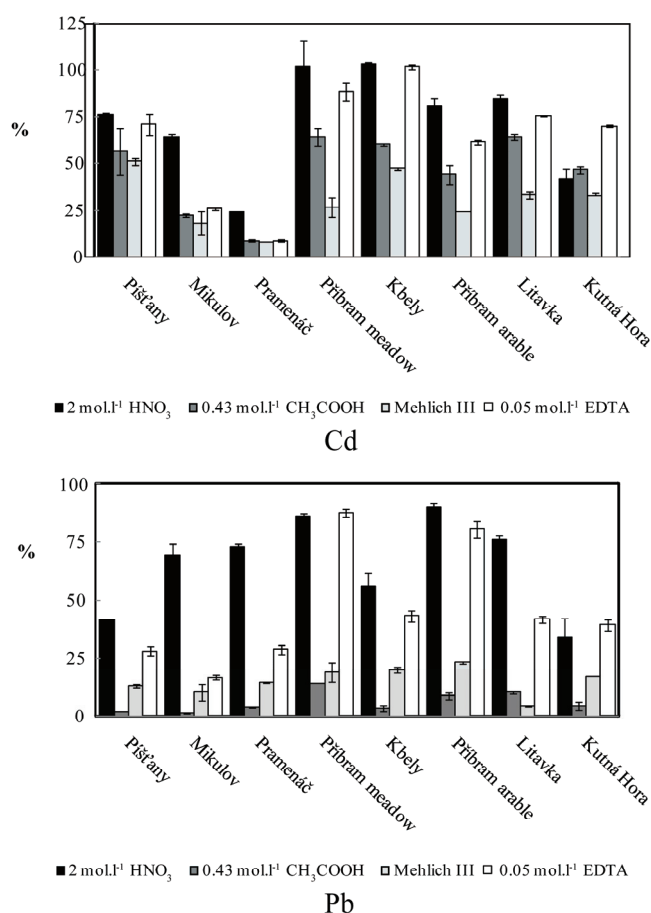 125
100
75
%
50
25
0
Píšťany
Mikulov
Pramenáč
Příbram meadow
Kbely
Příbram arable
Litavka
Kutná Hora
2 mol.l⁻¹ HNO₃ 0.43 mol.l⁻¹ CH₃COOH Mehlich III 0.05 mol.l⁻¹ EDTA
Cd
100
75
%
50
25
0
Píšťany
Mikulov
Pramenáč
Příbram meadow
Kbely
Příbram arable
Litavka
Kutná Hora
2 mol.l⁻¹ HNO₃ 0.43 mol.l⁻¹ CH₃COOH Mehlich III 0.05 mol.l⁻¹ EDTA
Pb